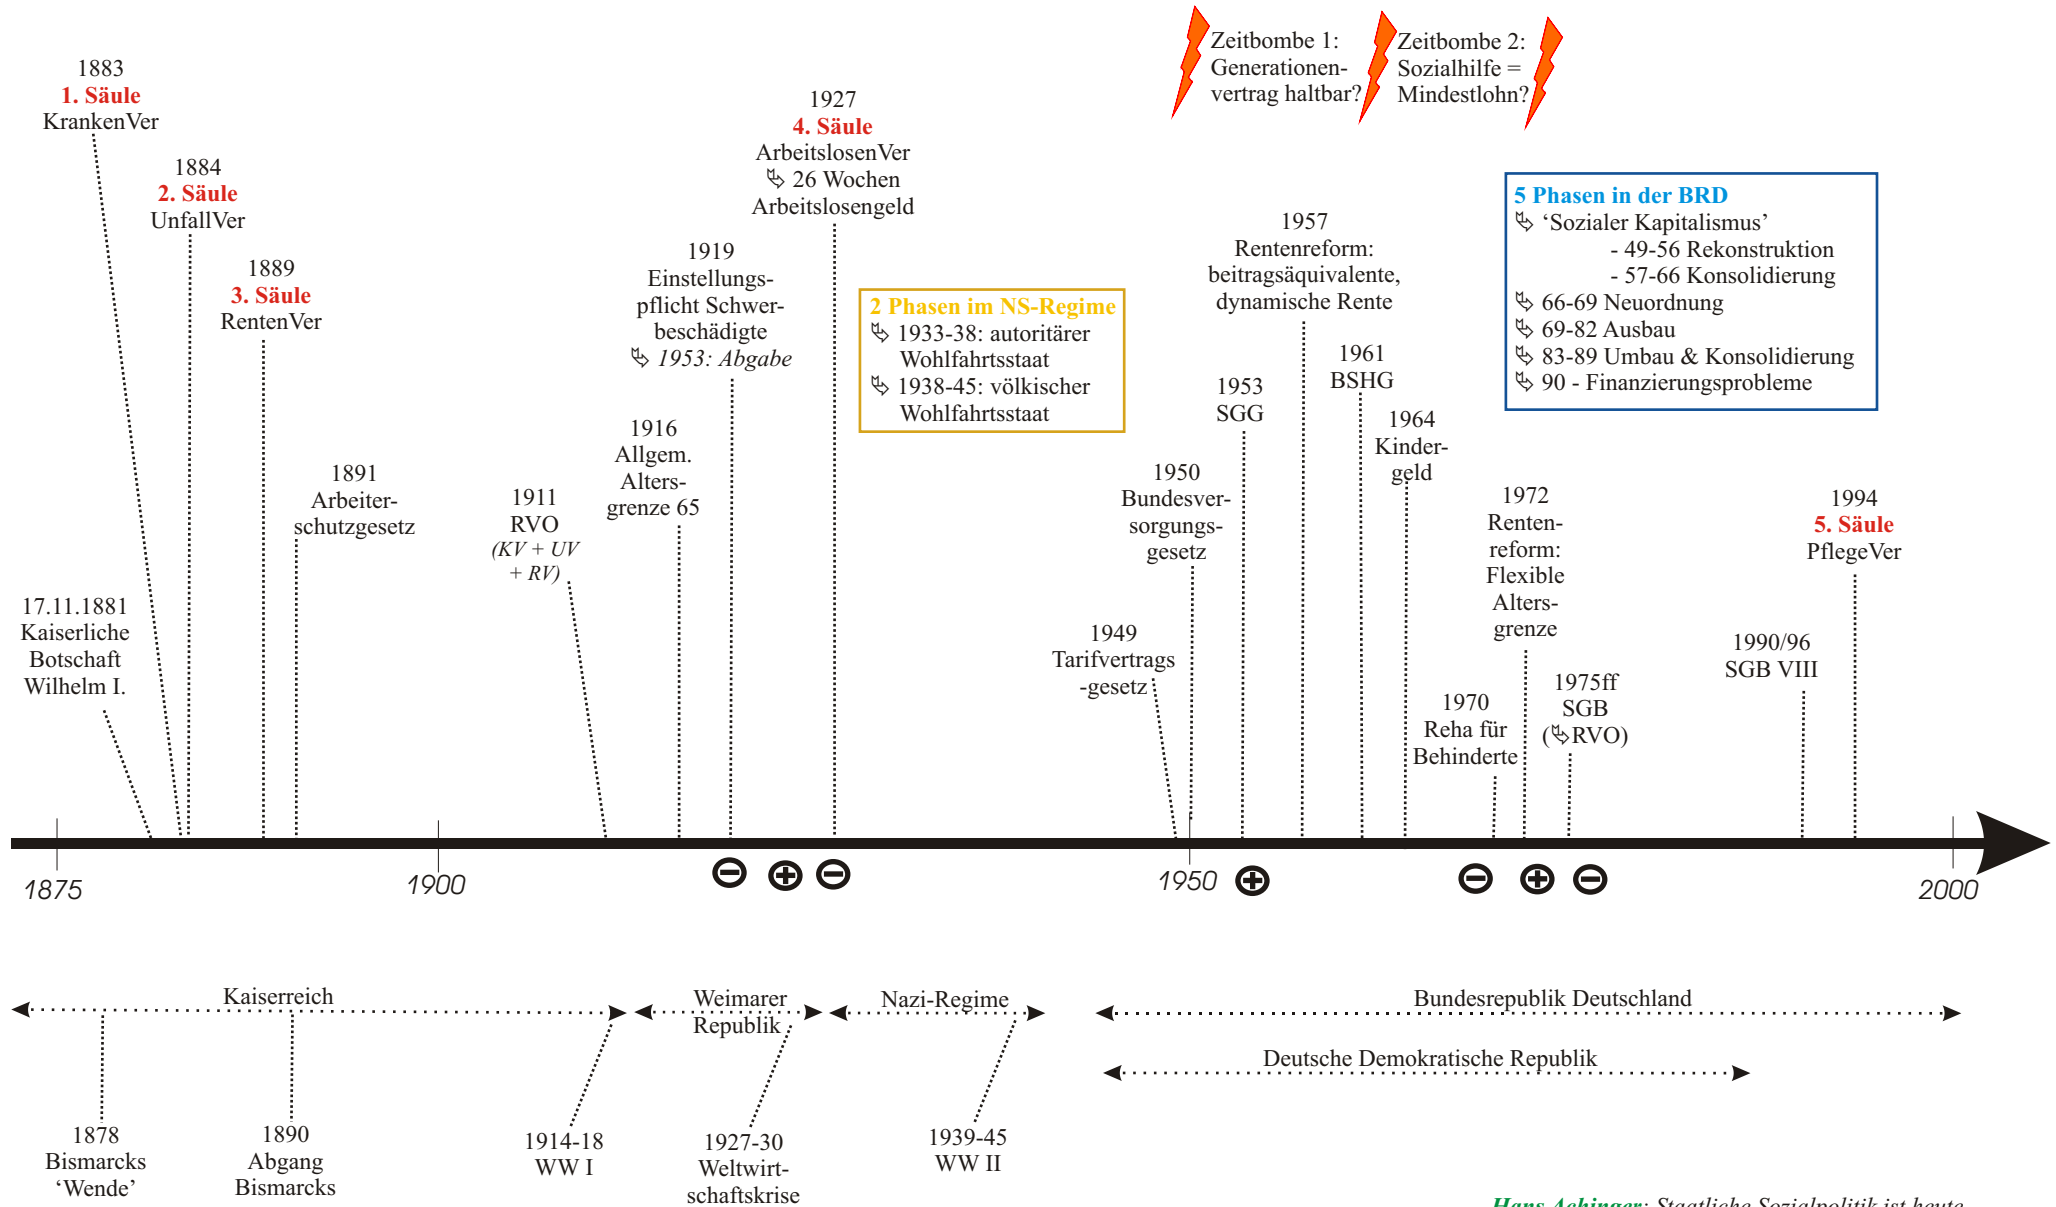 Zeitbombe 1:
Generationen-
vertrag haltbar?
Zeitbombe 2:
Sozialhilfe =
Mindestlohn?
1883
1. Säule
KrankenVer
1884
2. Säule
UnfallVer
1889
3. Säule
RentenVer
1891
Arbeiter-
schutzgesetz
17.11.1881
Kaiserliche
Botschaft
Wilhelm I.
1911
RVO
(KV + UV
+ RV)
1916
Allgem.
Alters-
grenze 65
1919
Einstellungs-
pflicht Schwer-
beschädigte
1953: Abgabe
1927
4. Säule
ArbeitslosenVer
26 Wochen
Arbeitslosengeld
2 Phasen im NS-Regime
1933-38: autoritärer
Wohlfahrtsstaat
1938-45: völkischer
Wohlfahrtsstaat
1949
Tarifvertrags
-gesetz
1950
Bundesver-
sorgungs-
gesetz
1953
SGG
1957
Rentenreform:
beitragsäquivalente,
dynamische Rente
1961
BSHG
1964
Kinder-
geld
5 Phasen in der BRD
‘Sozialer Kapitalismus’
- 49-56 Rekonstruktion
- 57-66 Konsolidierung
66-69 Neuordnung
69-82 Ausbau
83-89 Umbau & Konsolidierung
90 - Finanzierungsprobleme
1970
Reha für
Behinderte
1972
Renten-
reform:
Flexible
Alters-
grenze
1975ff
SGB
(RVO)
1990/96
SGB VIII
1994
5. Säule
PflegeVer
1875
1900
1950
2000
Kaiserreich
Weimarer
Republik
Nazi-Regime
Bundesrepublik Deutschland
Deutsche Demokratische Republik
1878
Bismarcks
‘Wende’
1890
Abgang
Bismarcks
1914-18
WW I
1927-30
Weltwirt-
schaftskrise
1939-45
WW II
Hans Achinger: Staatliche Sozialpolitik ist heute